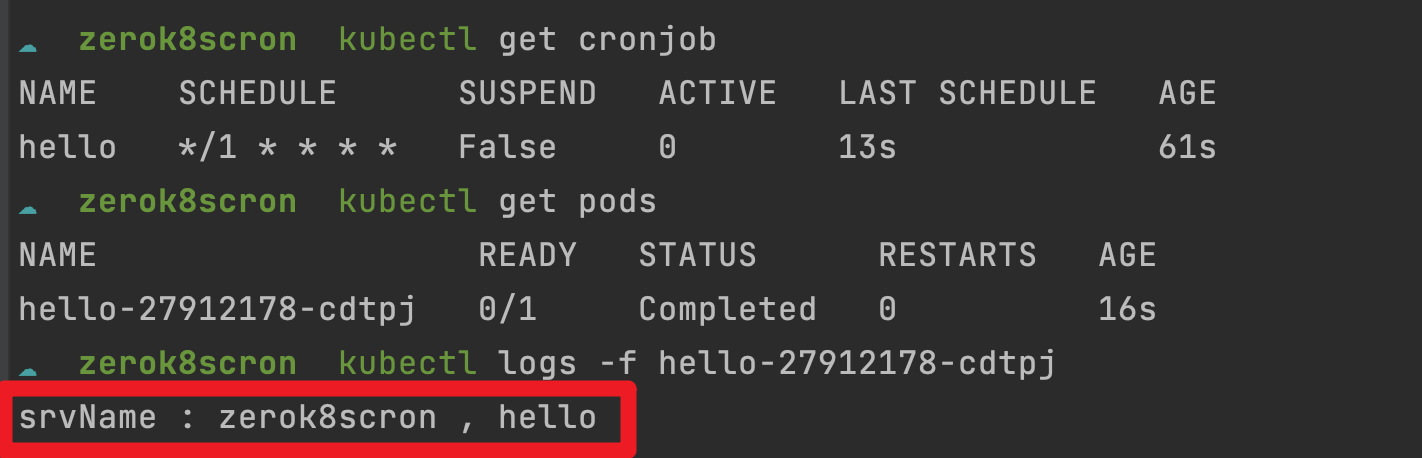 zerok8scron kubectl get cronjob
NAME SCHEDULE SUSPEND ACTIVE LAST SCHEDULE AGE
hello */1 * * * * False 0 13s 61s
zerok8scron kubectl get pods
NAME READY STATUS RESTARTS AGE
hello-27912178-cdtpj 0/1 Completed 0 16s
zerok8scron kubectl logs -f hello-27912178-cdtpj
srvName : zerok8scron , hello